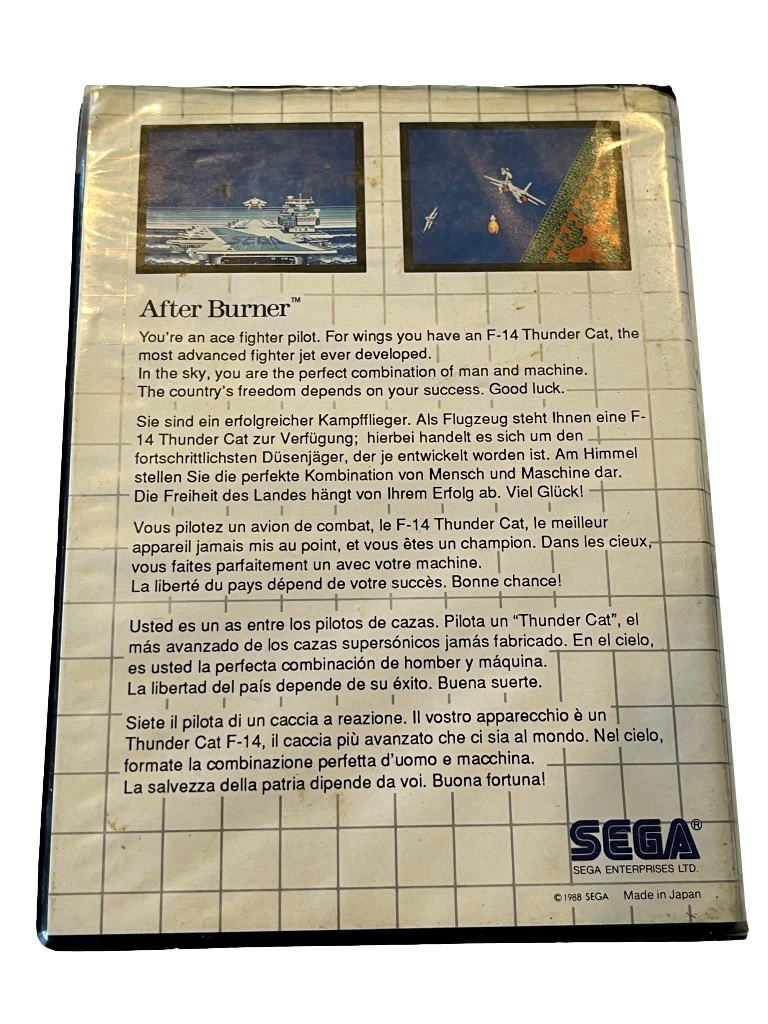 After Burner™
You're an ace fighter pilot. For wings you have an F-14 Thunder Cat, the
most advanced fighter jet ever developed.
In the sky, you are the perfect combination of man and machine.
The country's freedom depends on your success. Good luck.
Sie sind ein erfolgreicher Kampfflieger. Als Flugzeug steht Ihnen eine F-
14 Thunder Cat zur Verfügung; hierbei handelt es sich um den
fortschrittlichsten Düsenjäger, der je entwickelt worden ist. Am Himmel
stellen Sie die perfekte Kombination von Mensch und Maschine dar.
Die Freiheit des Landes hängt von Ihrem Erfolg ab. Viel Glück!
Vous pilotez un avion de combat, le F-14 Thunder Cat, le meilleur
appareil jamais mis au point, et vous êtes un champion. Dans les cieux,
vous faites parfaitement un avec votre machine.
La liberté du pays dépend de votre succès. Bonne chance!
Usted es un as entre los pilotos de cazas. Pilota un "Thunder Cat", el
más avanzado de los cazas supersónicos jamás fabricado. En el cielo,
es usted la perfecta combinación de homber y máquina.
La libertad del país depende de su éxito. Buena suerte.
Siete il pilota di un caccia a reazione. Il vostro apparecchio è un
Thunder Cat F-14, il caccia più avanzato che ci sia al mondo. Nel cielo,
formate la combinazione perfetta d'uomo e macchina.
La salvezza della patria dipende da voi. Buona fortuna!
SEGA®
SEGA ENTERPRISES LTD.
© 1988 SEGA Made in Japan